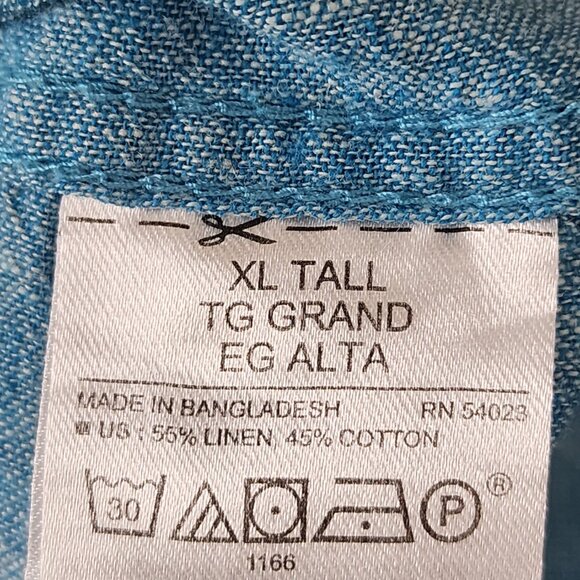 XL TALL
TG GRAND
EG ALTA
MADE IN BANGLADESH RN 54023
US : 55% LINEN, 45% COTTON
30 P ®
1166